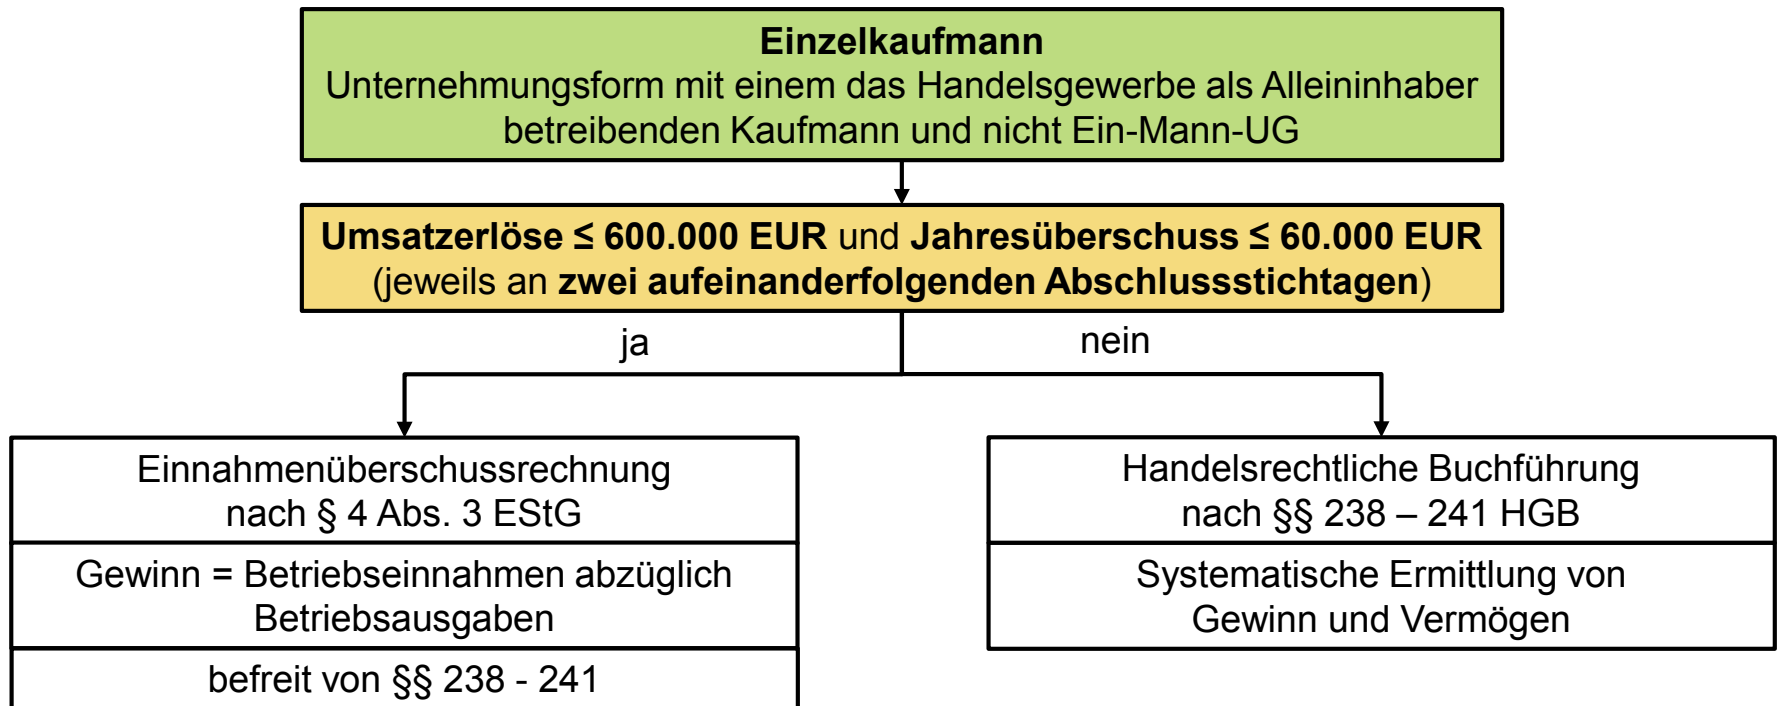 Einzelkaufmann
Unternehmungsform mit einem das Handelsgewerbe als Alleininhaber
betreibenden Kaufmann und nicht Ein-Mann-UG
Umsatzerlöse ≤ 600.000 EUR und Jahresüberschuss ≤ 60.000 EUR
(jeweils an zwei aufeinanderfolgenden Abschlussstichtagen)
ja
nein
Einnahmenüberschussrechnung
nach § 4 Abs. 3 EStG
Gewinn = Betriebseinnahmen abzüglich
Betriebsausgaben
befreit von §§ 238 - 241
Handelsrechtliche Buchführung
nach §§ 238 – 241 HGB
Systematische Ermittlung von
Gewinn und Vermögen